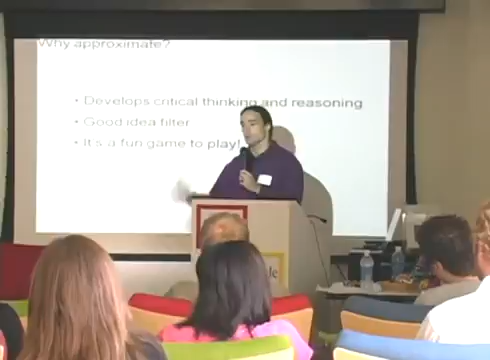 Why approximate?
• Develops critical thinking and reasoning
• Good idea filter
• It's a fun game to play!